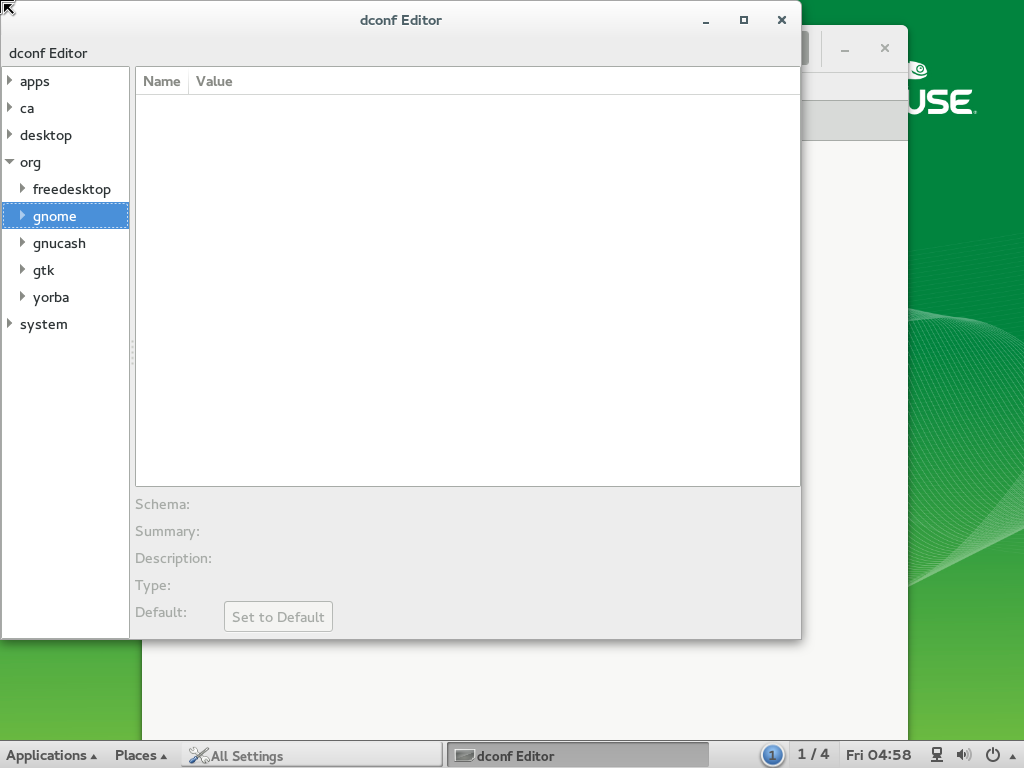 dconf Editor
dconf Editor
Name Value
apps
ca
desktop
org
freedesktop
gnome
gnucash
gtk
yorba
system
Schema:
Summary:
Description:
Type:
Default: Set to Default
USE
Applications Places All Settings dconf Editor 1 1 / 4 Fri 04:58